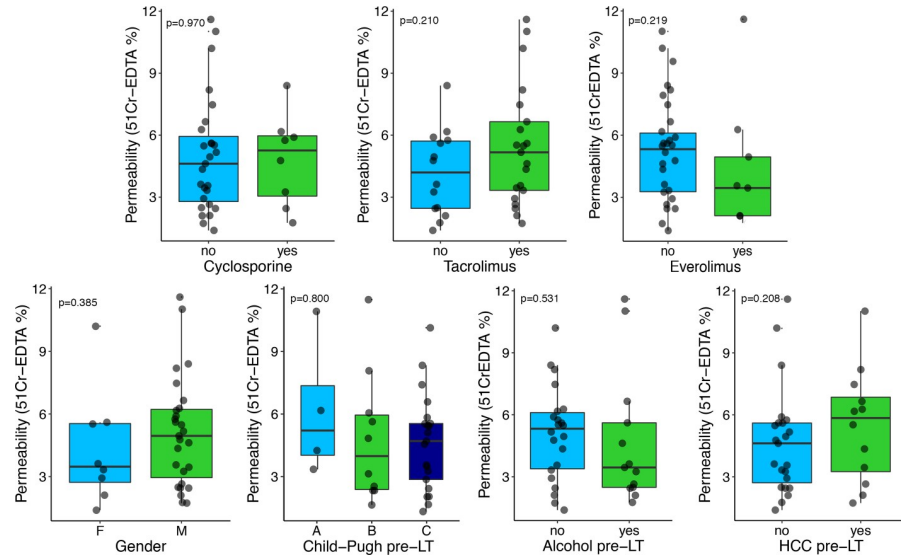 Permeability (51Cr−EDTA %)
12
9
6
3
p=0.970
no yes
Cyclosporine
Permeability (51Cr−EDTA %)
12
9
6
3
p=0.210
no yes
Tacrolimus
Permeability (51CrEDTA %)
12
9
6
3
p=0.219
no yes
Everolimus
Permeability (51Cr−EDTA %)
12
9
6
3
p=0.385
F M
Gender
Permeability (51Cr−EDTA %)
12
9
6
3
p=0.800
A B C
Child−Pugh pre−LT
Permeability (51CrEDTA %)
12
9
6
3
p=0.531
no yes
Alcohol pre−LT
Permeability (51Cr−EDTA %)
12
9
6
3
p=0.208
no yes
HCC pre−LT